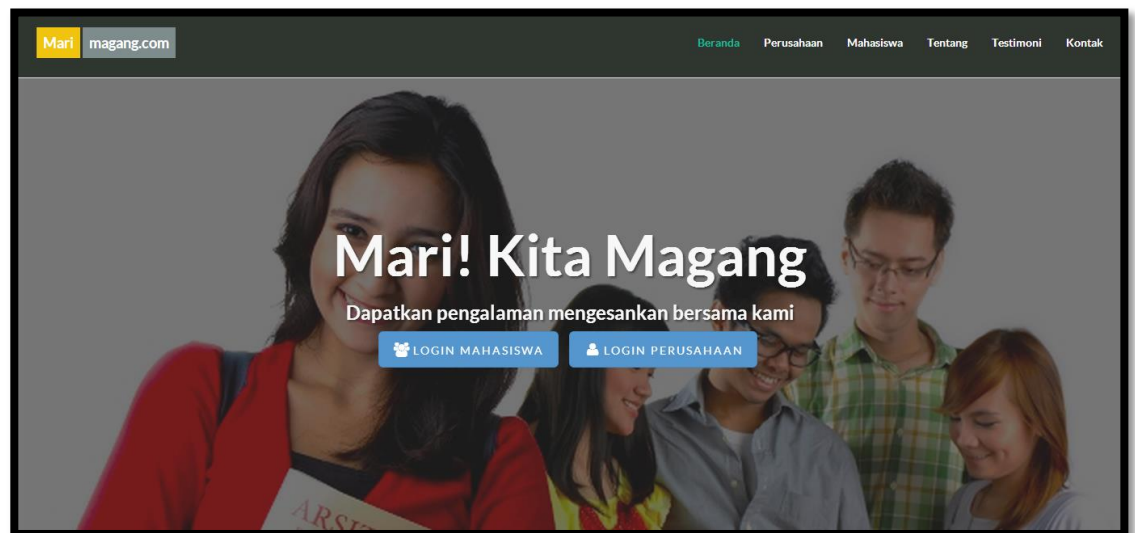 Mari magang.com
Beranda Perusahaan Mahasiswa Tentang Testimoni Kontak
Mari! Kita Magang
Dapatkan pengalaman mengesankan bersama kami
LOGIN MAHASISWA LOGIN PERUSAHAAN